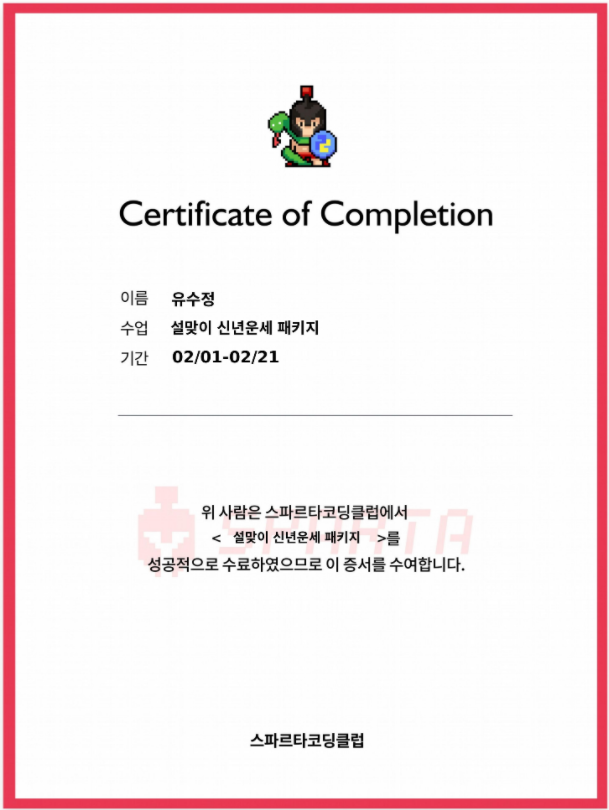 Certificate of Completion
이름 유수정
수업 설맞이 신년운세 패키지
기간 02/01-02/21
SPARTA
위 사람은 스파르타코딩클럽에서
< 설맞이 신년운세 패키지 >를
성공적으로 수료하였으므로 이 증서를 수여합니다.
스파르타코딩클럽